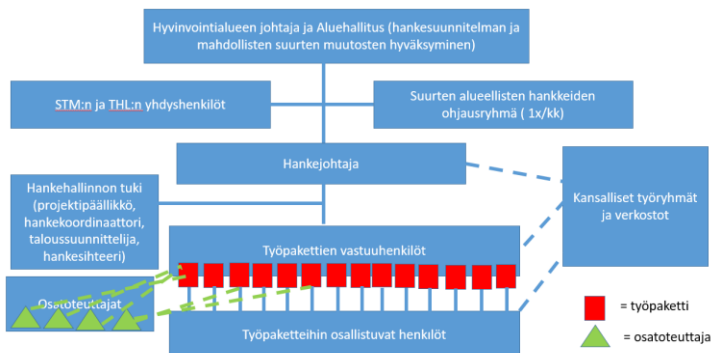 Hyvinvointialueen johtaja ja Aluehallitus (hankesuunnitelman ja
mahdollisten suurten muutosten hyväksyminen)
STM:n ja THL:n yhdyshenkilöt
Suurten alueellisten hankkeiden
ohjausryhmä ( 1x/kk)
Hankejohtaja
Hankehallinnon tuki
(projektipäällikkö,
hankekoordinaattori,
taloussuunnittelija,
hankesihteeri)
Kansalliset työryhmät
ja verkostot
Työpakettien vastuuhenkilöt
Osatoteuttajat
Työpaketteihin osallistuvat henkilöt
= työpaketti
= osatoteuttaja